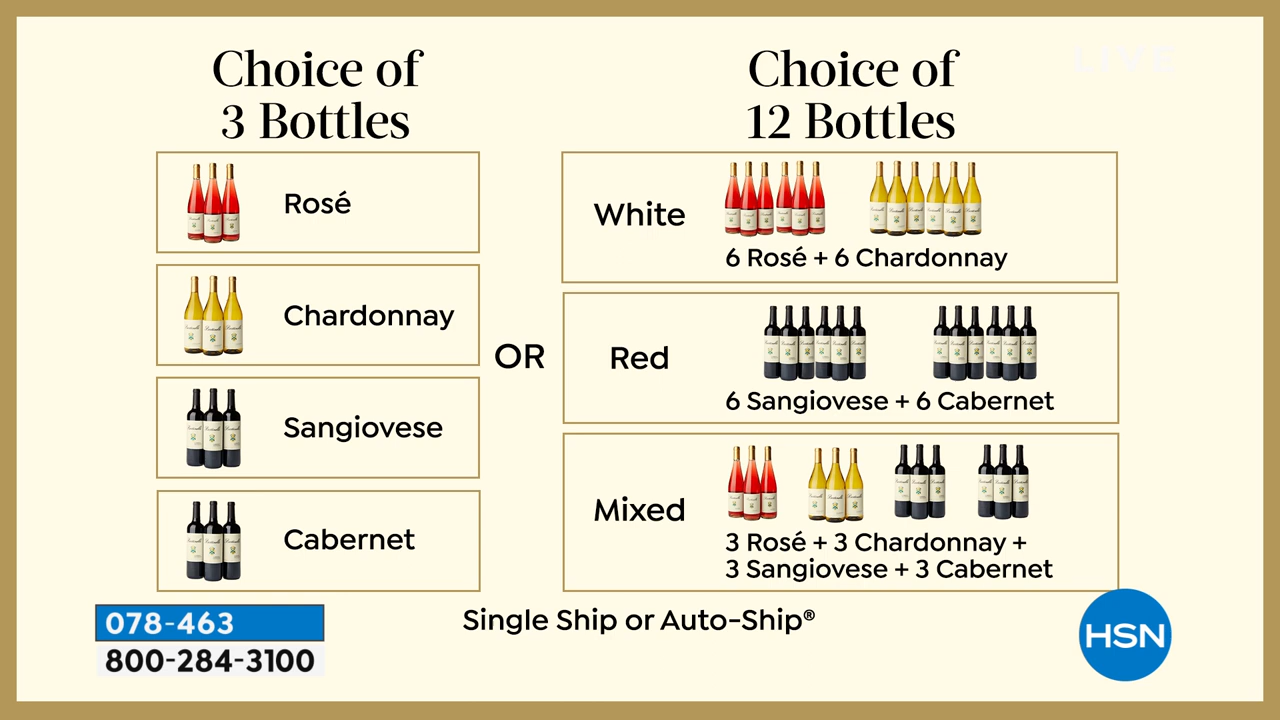 Choice of
3 Bottles
Rosé
Chardonnay
Sangiovese
Cabernet
OR
Choice of
12 Bottles
White
6 Rosé + 6 Chardonnay
Red
6 Sangiovese + 6 Cabernet
Mixed
3 Rosé + 3 Chardonnay +
3 Sangiovese + 3 Cabernet
LIVE
078-463
800-284-3100
Single Ship or Auto-Ship®
HSN